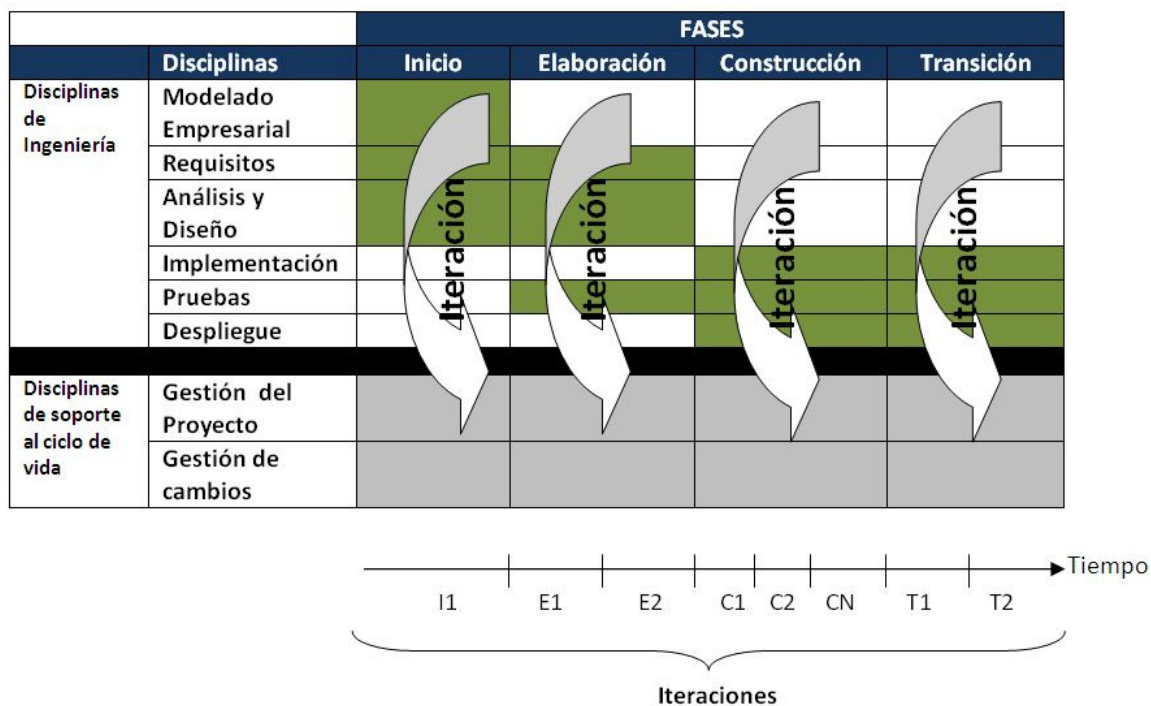 FASES
Disciplinas Inicio Elaboración Construcción Transición
Disciplinas
de
Ingeniería
Modelado
Empresarial
Requisitos
Análisis y
Diseño
Implementación
Pruebas
Despliegue
Iteración Iteración Iteración Iteración
Disciplinas
de soporte
al ciclo de
vida
Gestión del
Proyecto
Gestión de
cambios
Tiempo
I1 E1 E2 C1 C2 CN T1 T2
Iteraciones